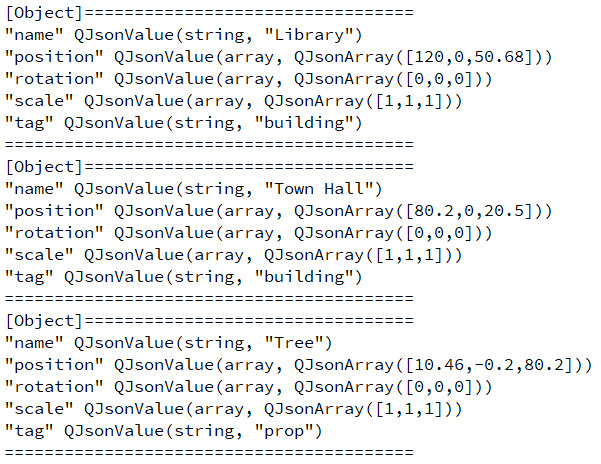 [Object]=================================
"name" QJsonValue(string, "Library")
"position" QJsonValue(array, QJsonArray([120,0,50.68]))
"rotation" QJsonValue(array, QJsonArray([0,0,0]))
"scale" QJsonValue(array, QJsonArray([1,1,1]))
"tag" QJsonValue(string, "building")
=========================================
[Object]=================================
"name" QJsonValue(string, "Town Hall")
"position" QJsonValue(array, QJsonArray([80.2,0,20.5]))
"rotation" QJsonValue(array, QJsonArray([0,0,0]))
"scale" QJsonValue(array, QJsonArray([1,1,1]))
"tag" QJsonValue(string, "building")
=========================================
[Object]=================================
"name" QJsonValue(string, "Tree")
"position" QJsonValue(array, QJsonArray([10.46,-0.2,80.2]))
"rotation" QJsonValue(array, QJsonArray([0,0,0]))
"scale" QJsonValue(array, QJsonArray([1,1,1]))
"tag" QJsonValue(string, "prop")
=========================================